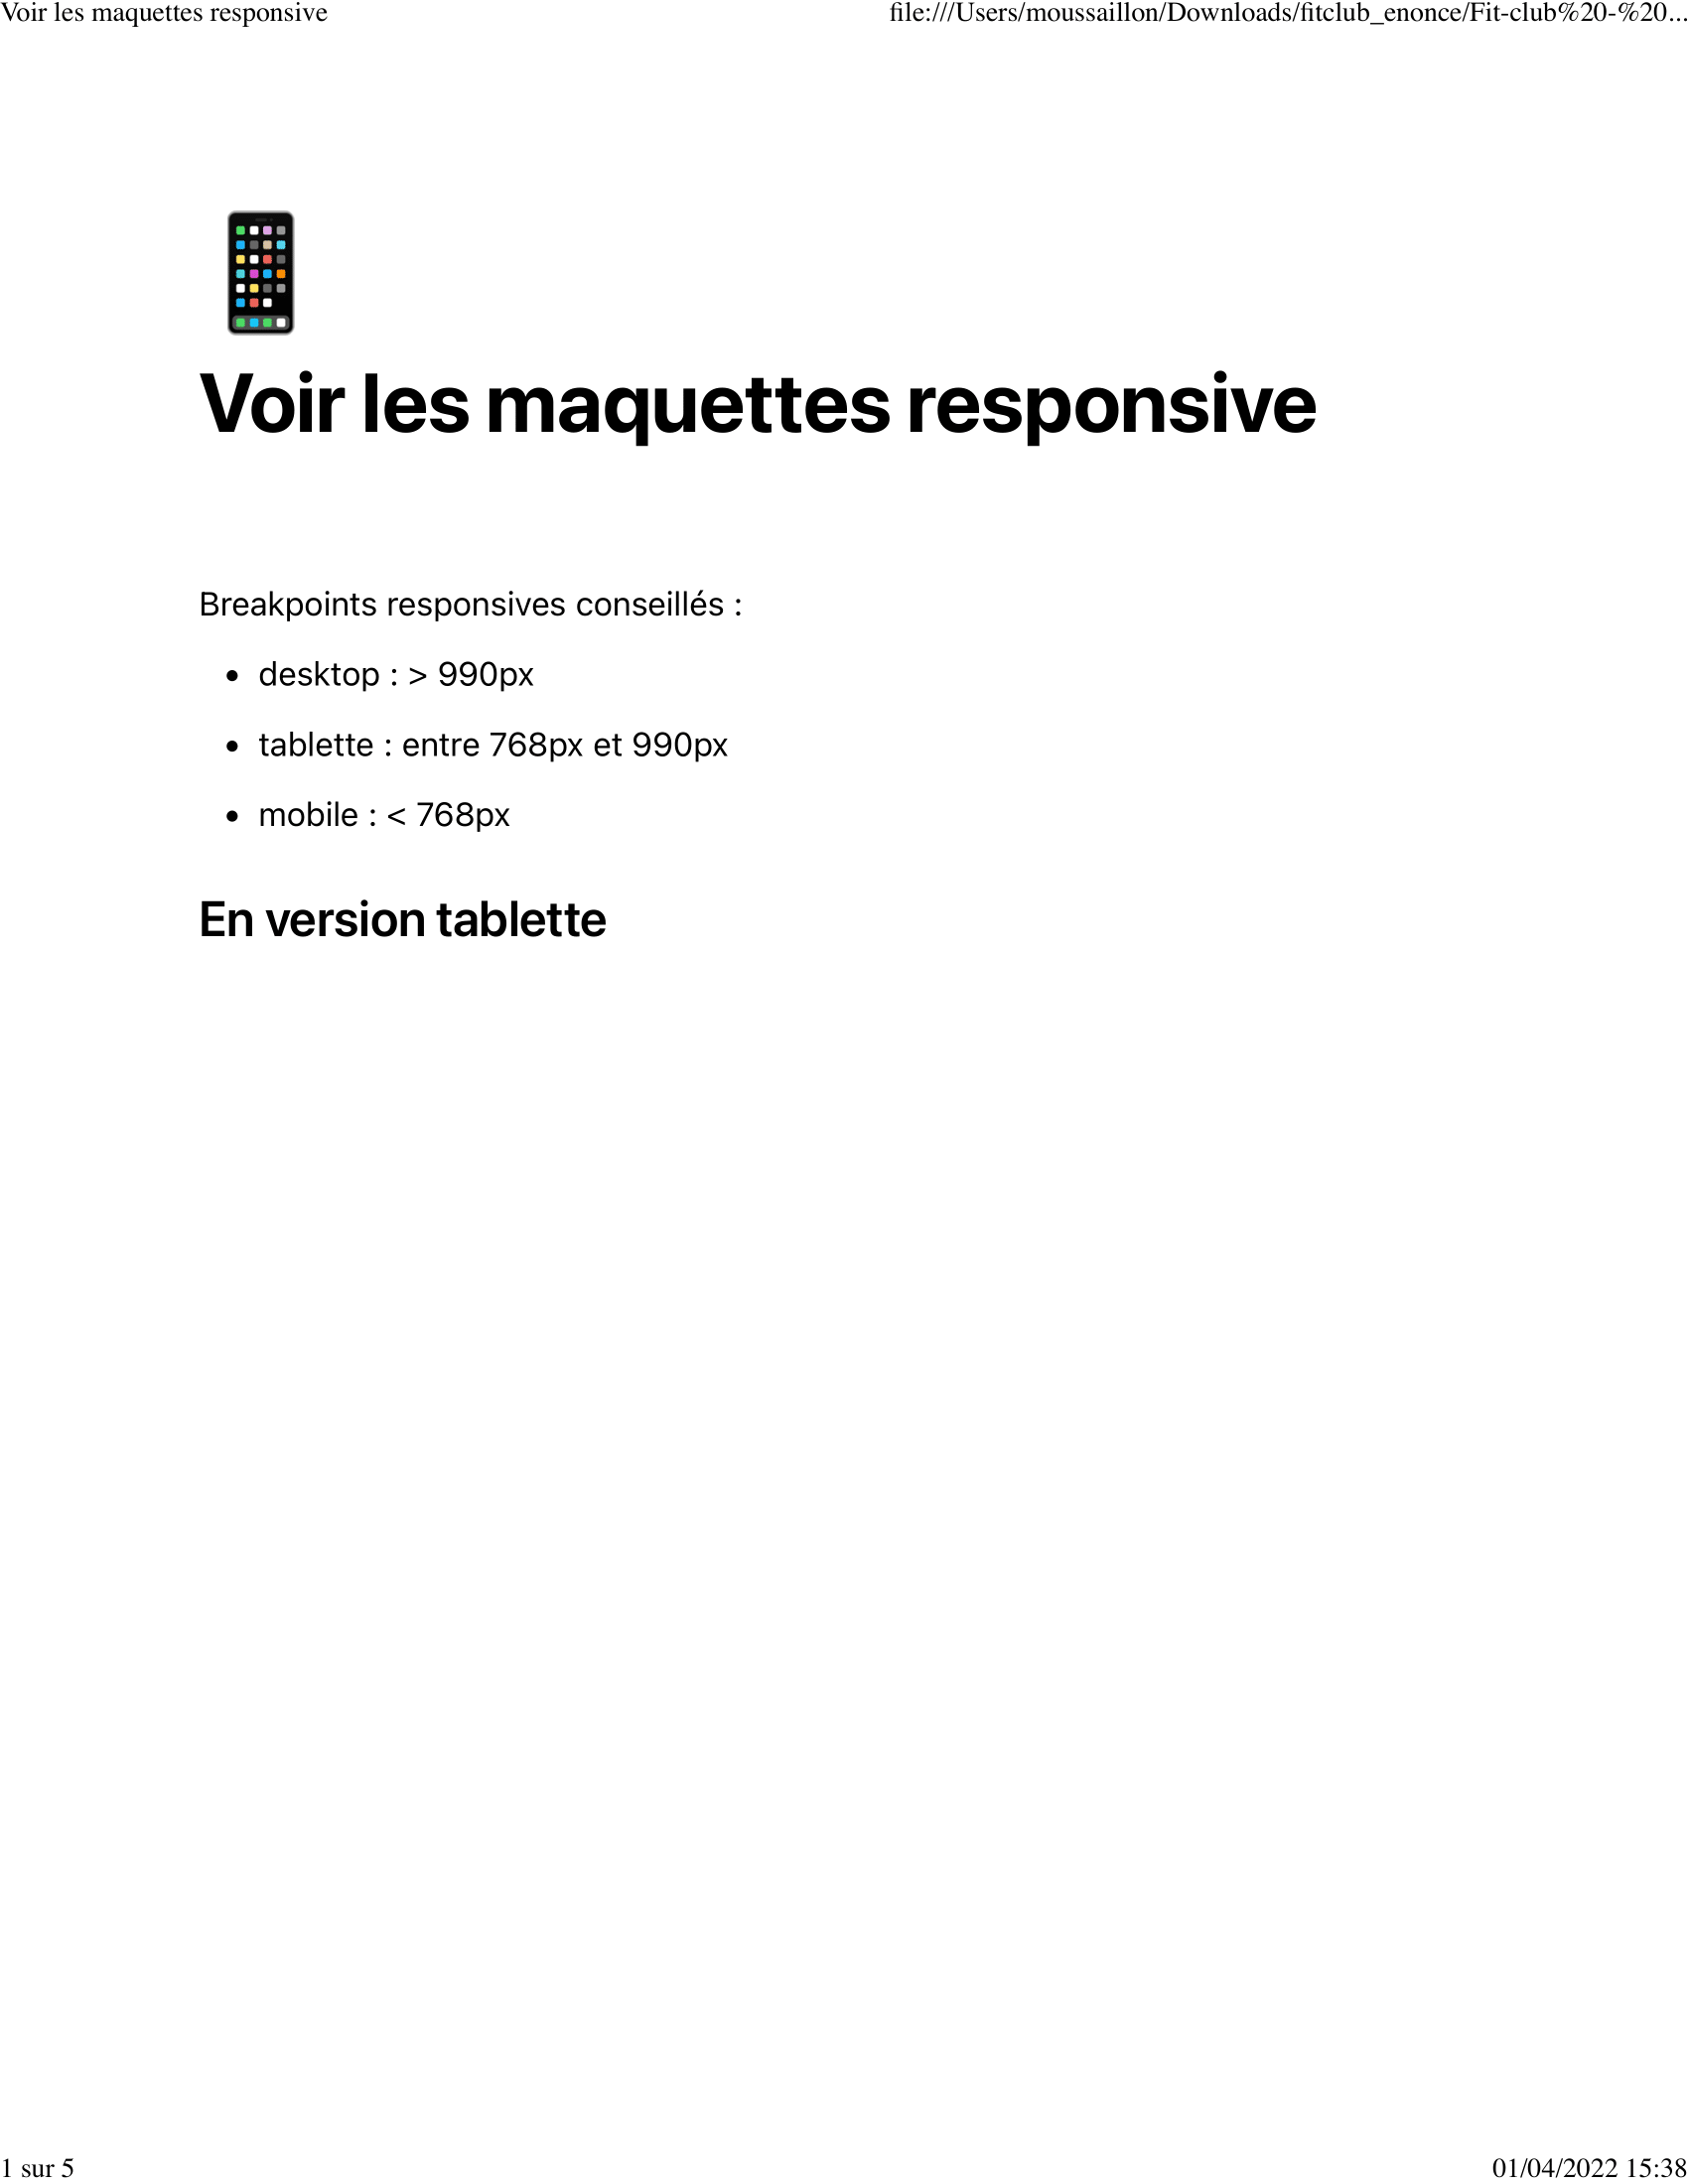 Voir les maquettes responsive
file:///Users/moussaillon/Downloads/fitclub_enonce/Fit-club%20-%20...
Voir les maquettes responsive
Breakpoints responsives conseillés :
• desktop : > 990px
• tablette : entre 768px et 990px
• mobile : < 768px
En version tablette
1 sur 5
01/04/2022 15:38